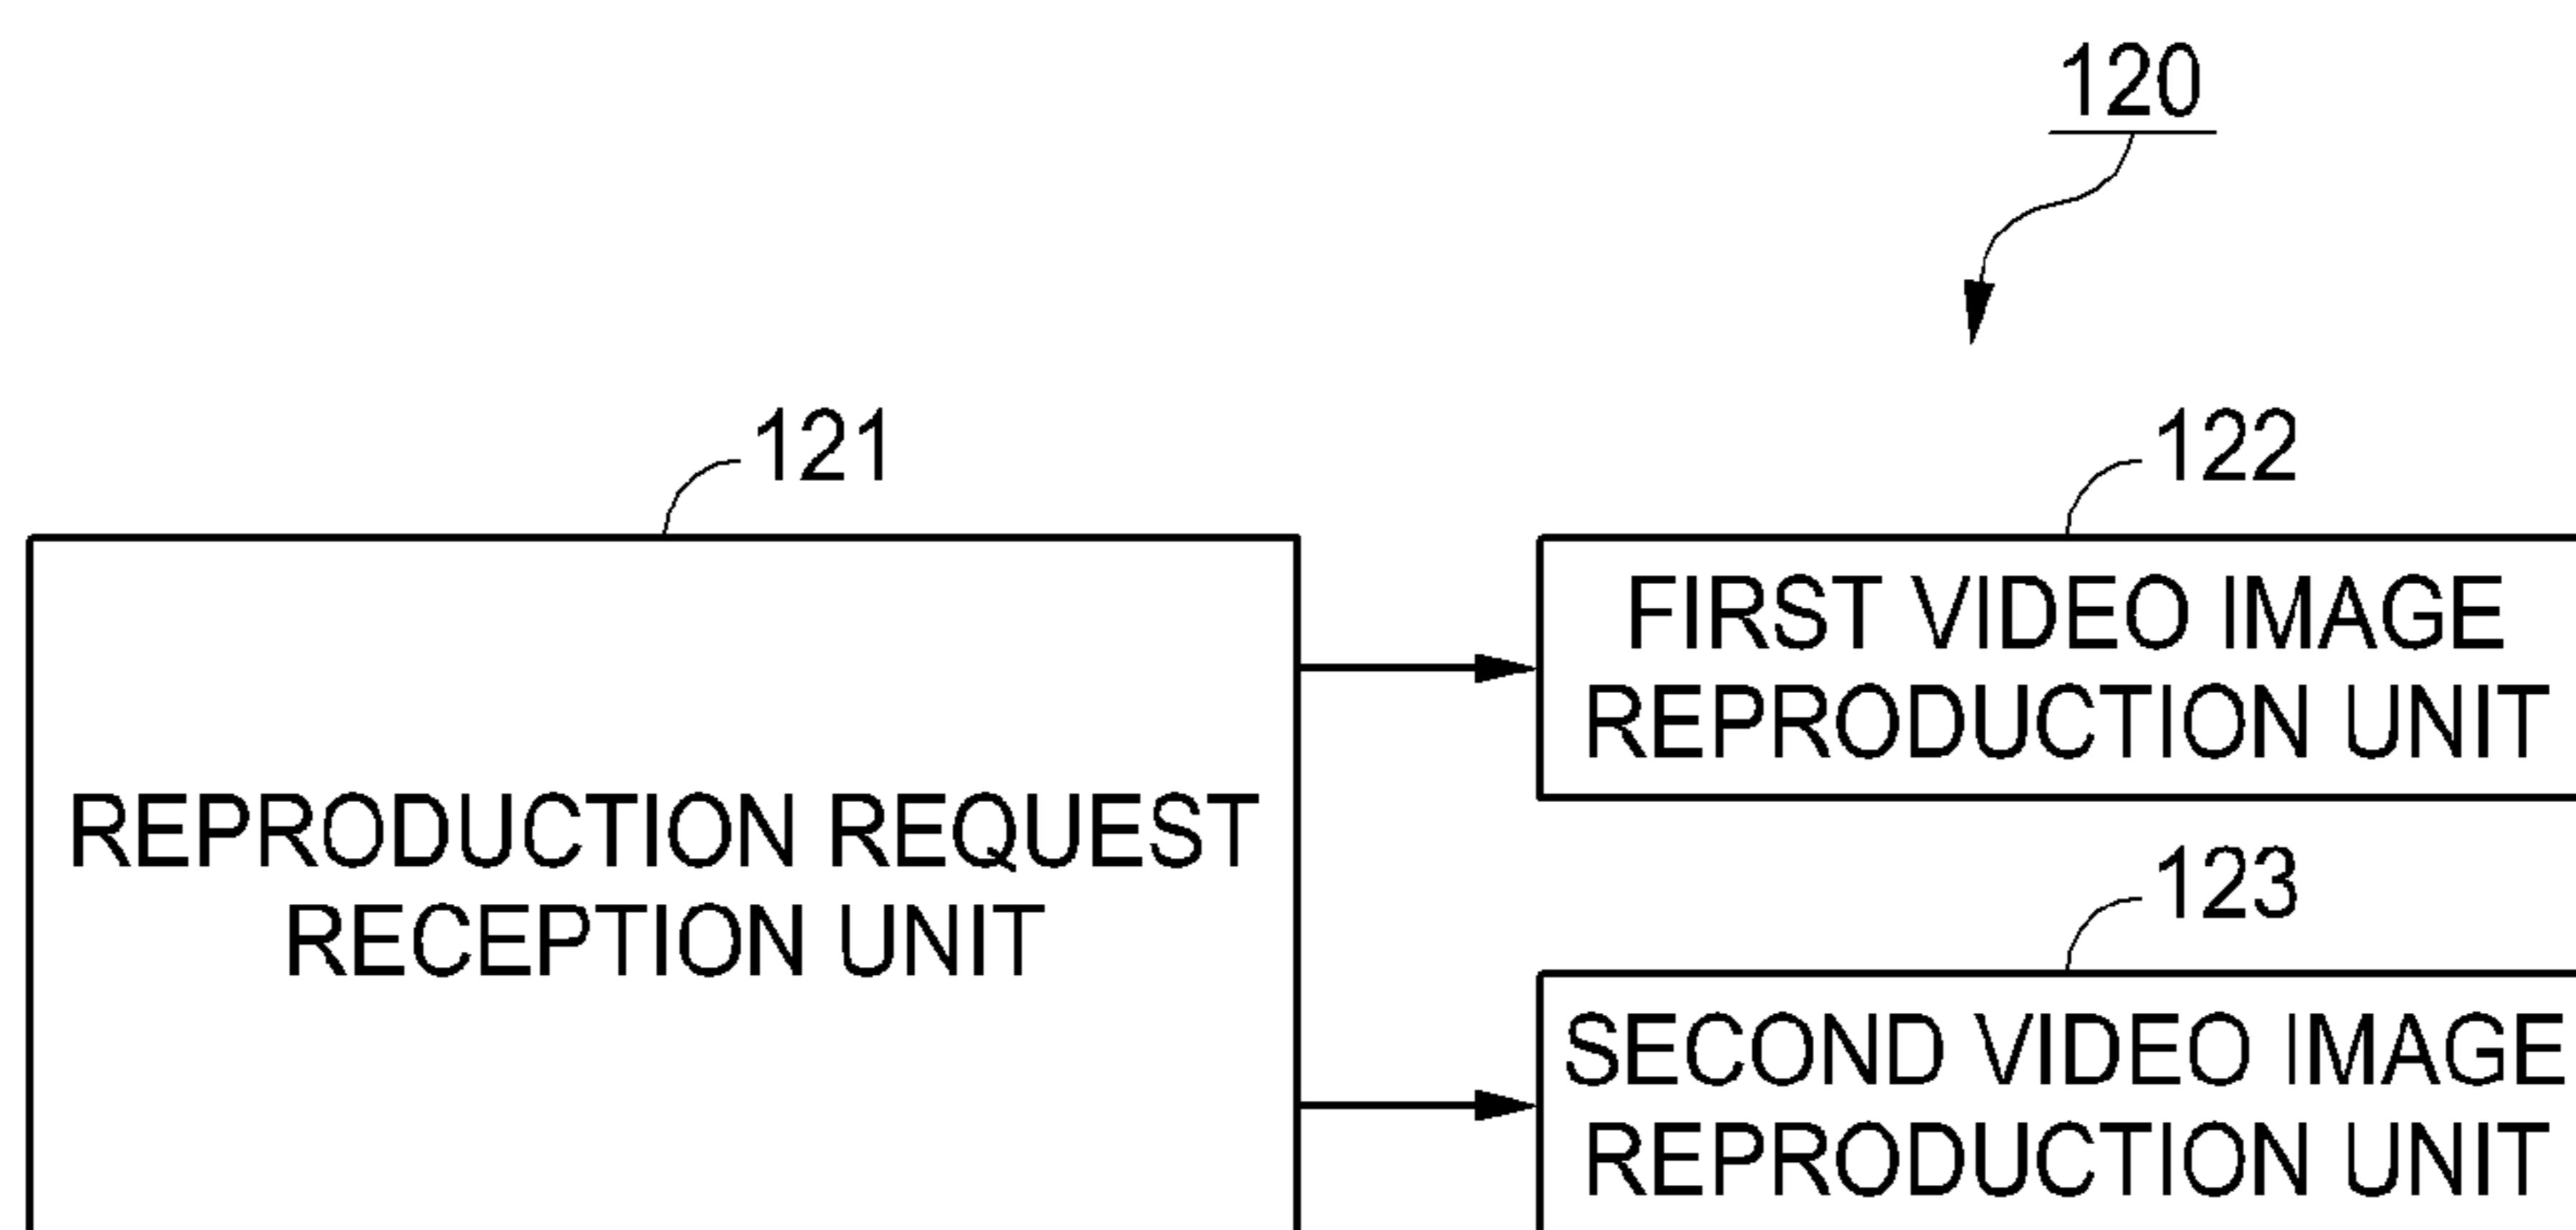 120
121
122
FIRST VIDEO IMAGE
REPRODUCTION UNIT
REPRODUCTION REQUEST
RECEPTION UNIT
123
SECOND VIDEO IMAGE
REPRODUCTION UNIT